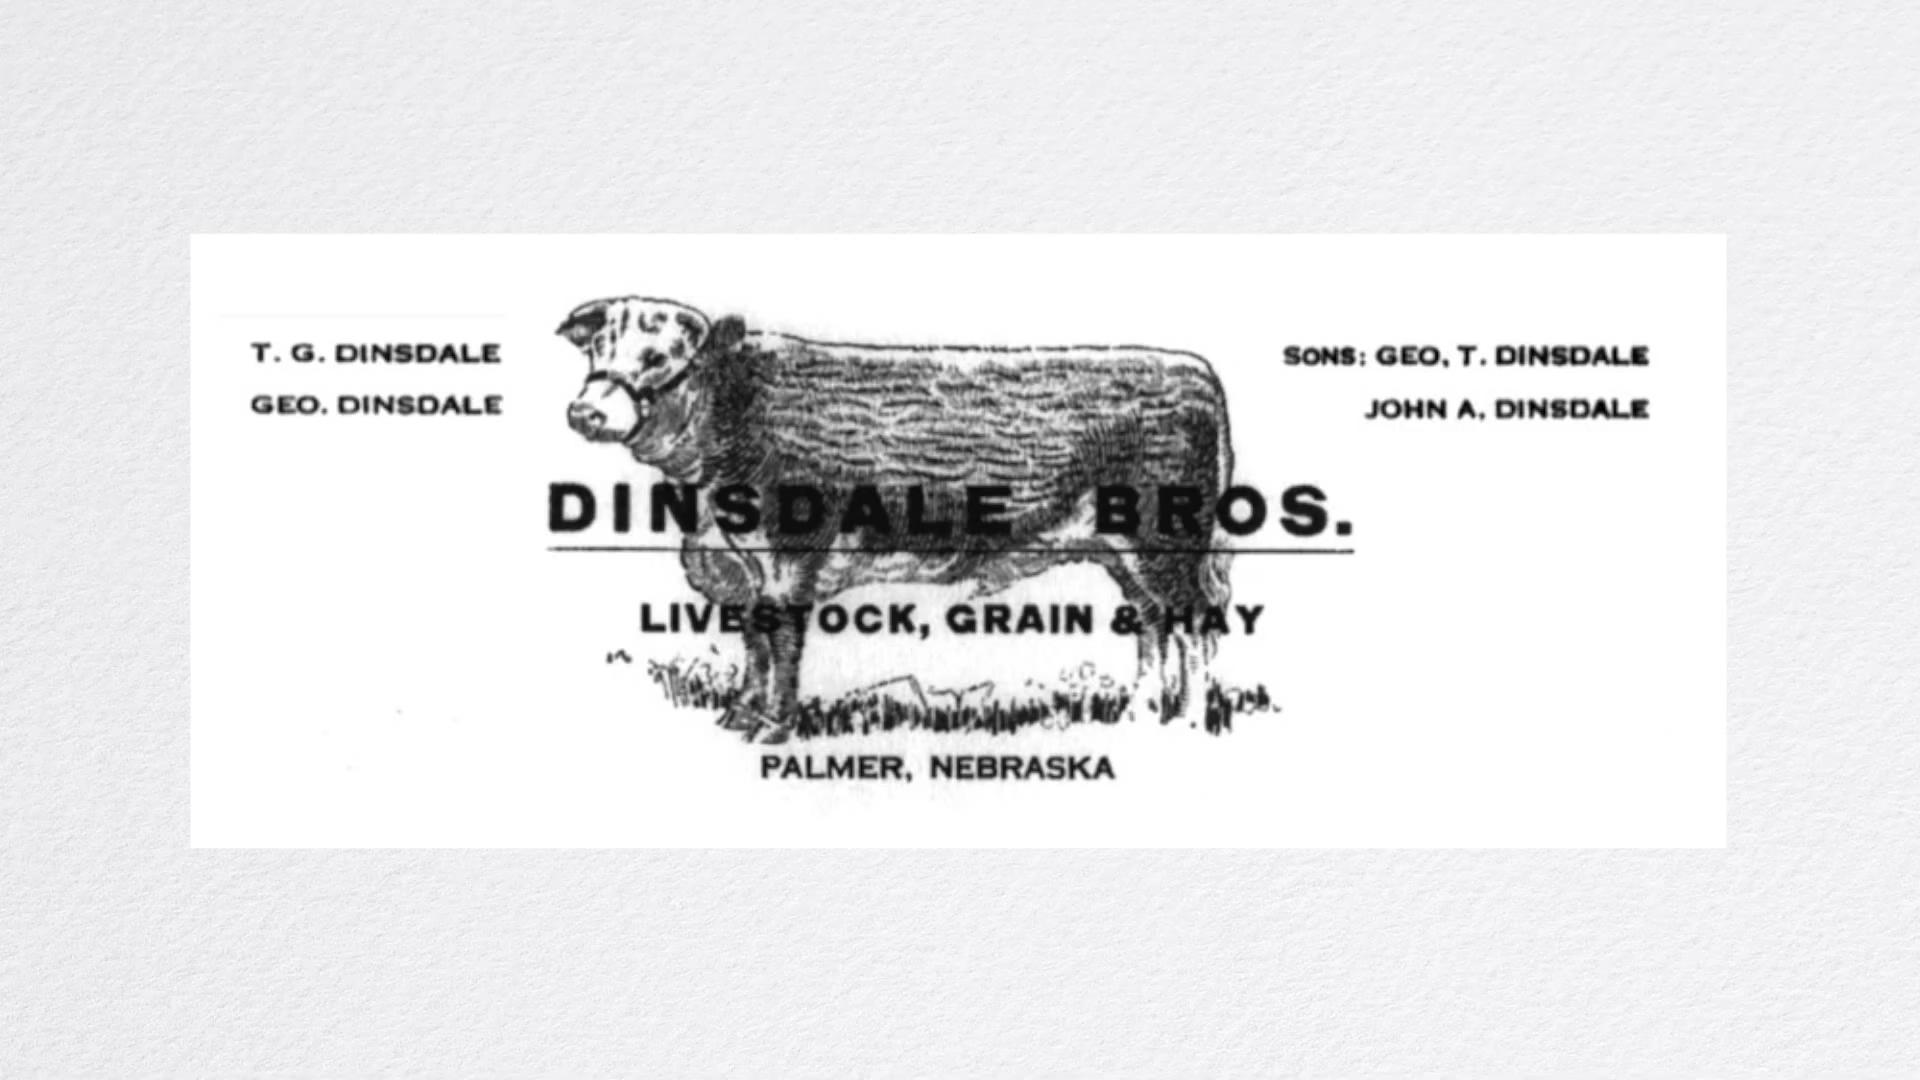 T. G. DINSDALE
GEO. DINSDALE
SONS: GEO. T. DINSDALE
JOHN A. DINSDALE
DINSDALE BROS.
LIVESTOCK, GRAIN & HAY
PALMER, NEBRASKA